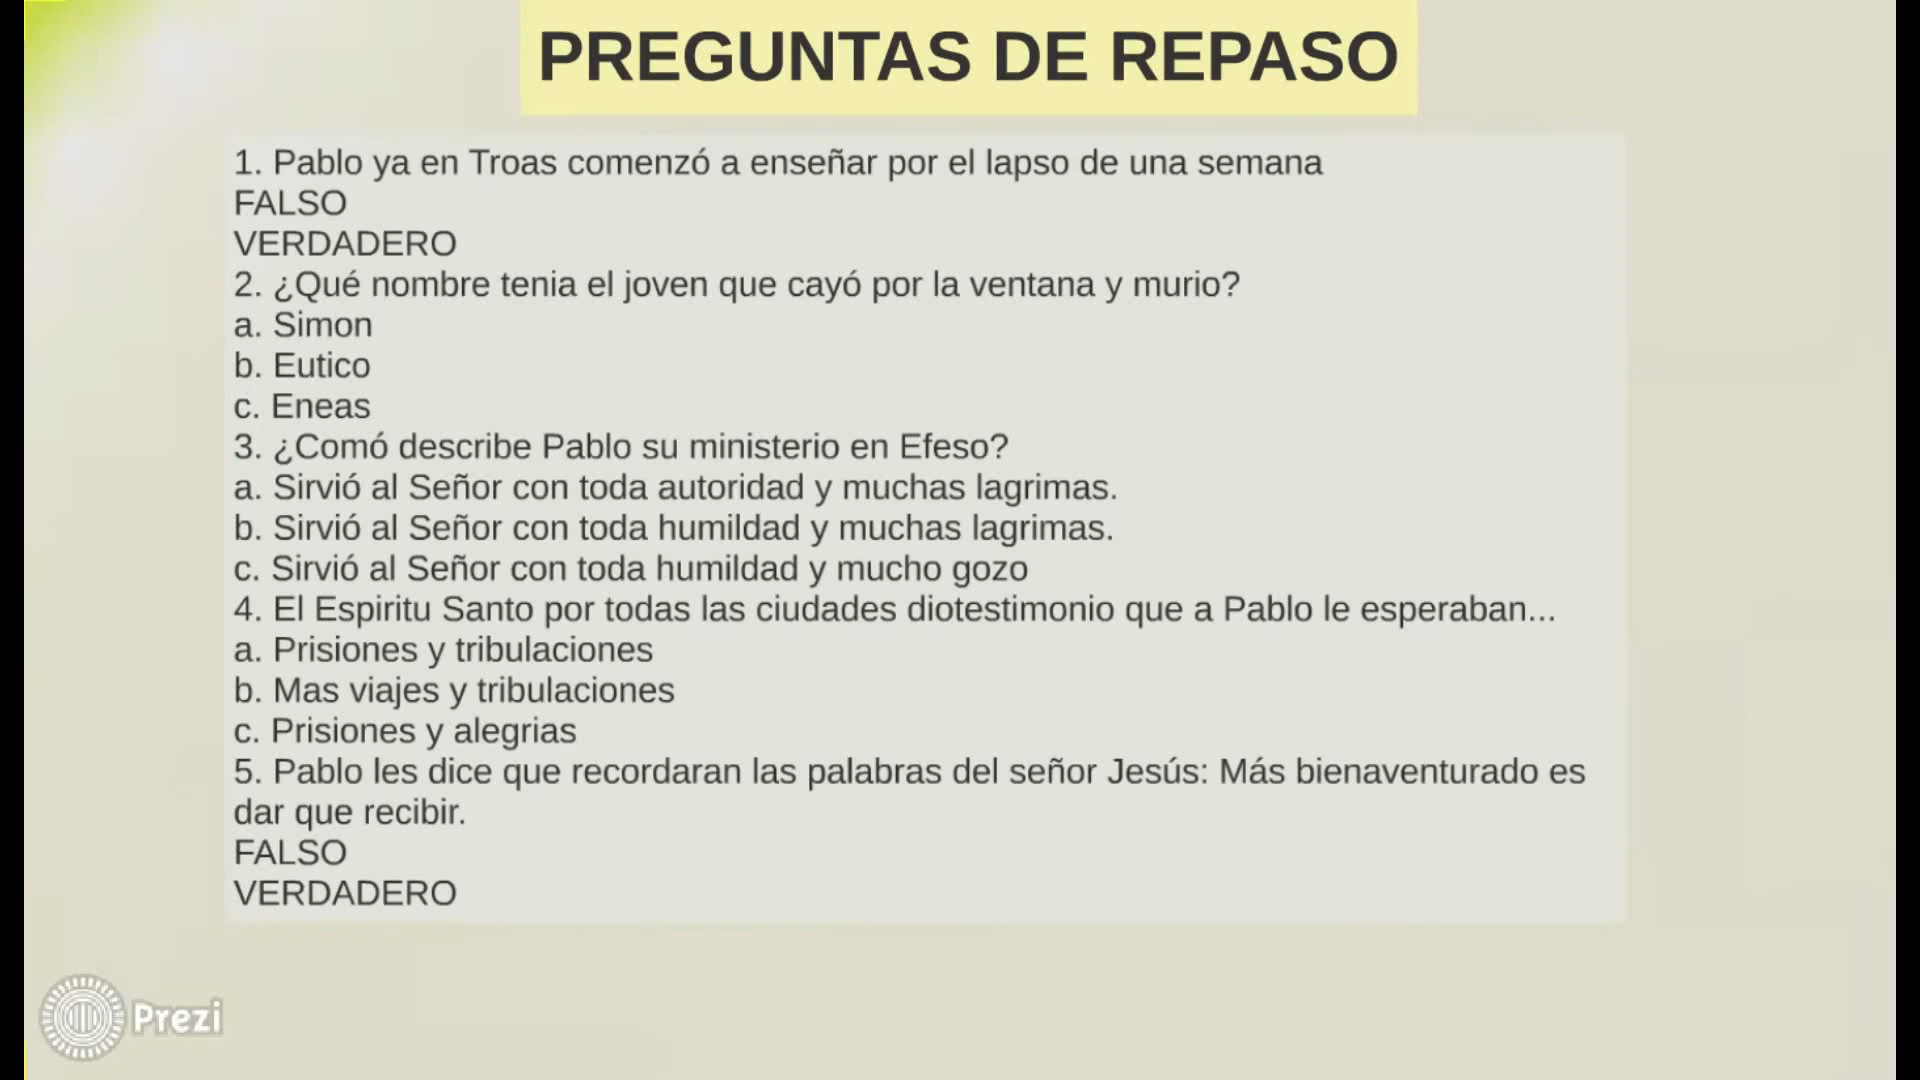 PREGUNTAS DE REPASO
1. Pablo ya en Troas comenzó a enseñar por el lapso de una semana
FALSO
VERDADERO
2. ¿Qué nombre tenia el joven que cayó por la ventana y murio?
a. Simon
b. Eutico
c. Eneas
3. ¿Comó describe Pablo su ministerio en Efeso?
a. Sirvió al Señor con toda autoridad y muchas lagrimas.
b. Sirvió al Señor con toda humildad y muchas lagrimas.
c. Sirvió al Señor con toda humildad y mucho gozo
4. El Espiritu Santo por todas las ciudades diotestimonio que a Pablo le esperaban...
a. Prisiones y tribulaciones
b. Mas viajes y tribulaciones
c. Prisiones y alegrias
5. Pablo les dice que recordaran las palabras del señor Jesús: Más bienaventurado es
dar que recibir.
FALSO
VERDADERO
Prezi